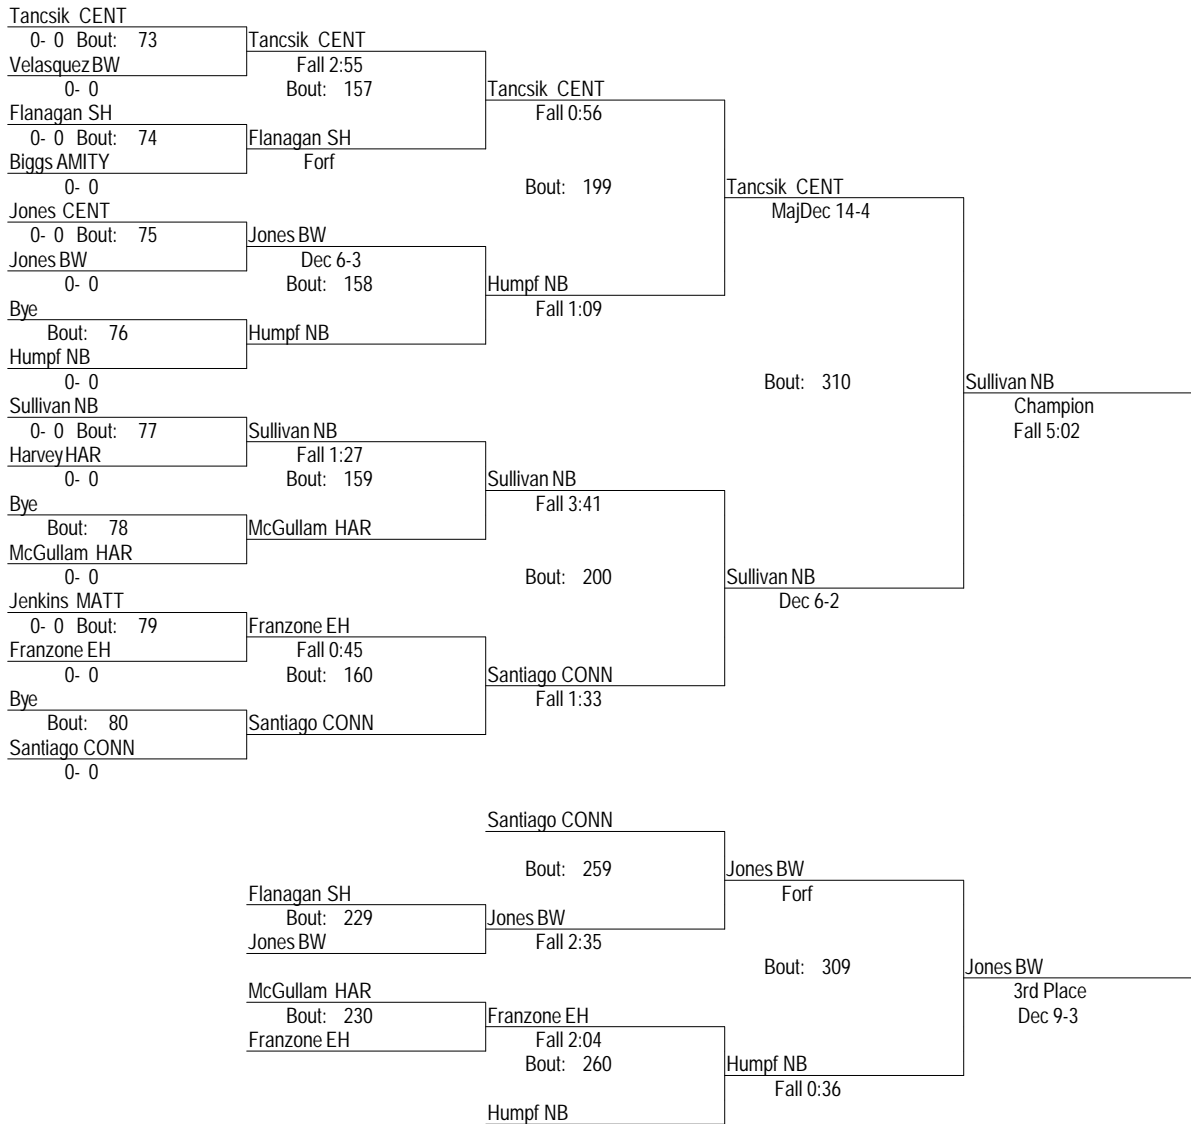 Tancsik CENT
0- 0 Bout: 73 Tancsik CENT
Velasquez BW Fall 2:55
0- 0 Bout: 157 Tancsik CENT
Flanagan SH Fall 0:56
0- 0 Bout: 74 Flanagan SH
Biggs AMITY Forf
0- 0 Bout: 199 Tancsik CENT
Jones CENT MajDec 14-4
0- 0 Bout: 75 Jones BW
Jones BW Dec 6-3
0- 0 Bout: 158 Humpf NB
Bye Fall 1:09
Bout: 76 Humpf NB
Humpf NB
0- 0 Bout: 310 Sullivan NB
Sullivan NB Champion
0- 0 Bout: 77 Sullivan NB Fall 5:02
Harvey HAR Fall 1:27
0- 0 Bout: 159 Sullivan NB
Bye Fall 3:41
Bout: 78 McGullam HAR
McGullam HAR
0- 0 Bout: 200 Sullivan NB
Jenkins MATT Dec 6-2
0- 0 Bout: 79 Franzone EH
Franzone EH Fall 0:45
0- 0 Bout: 160 Santiago CONN
Bye Fall 1:33
Bout: 80 Santiago CONN
Santiago CONN
0- 0
Santiago CONN
Bout: 259 Jones BW
Flanagan SH Forf
Bout: 229 Jones BW
Jones BW Fall 2:35
Bout: 309 Jones BW
McGullam HAR 3rd Place
Bout: 230 Franzone EH Dec 9-3
Franzone EH Fall 2:04
Bout: 260 Humpf NB
Fall 0:36
Humpf NB